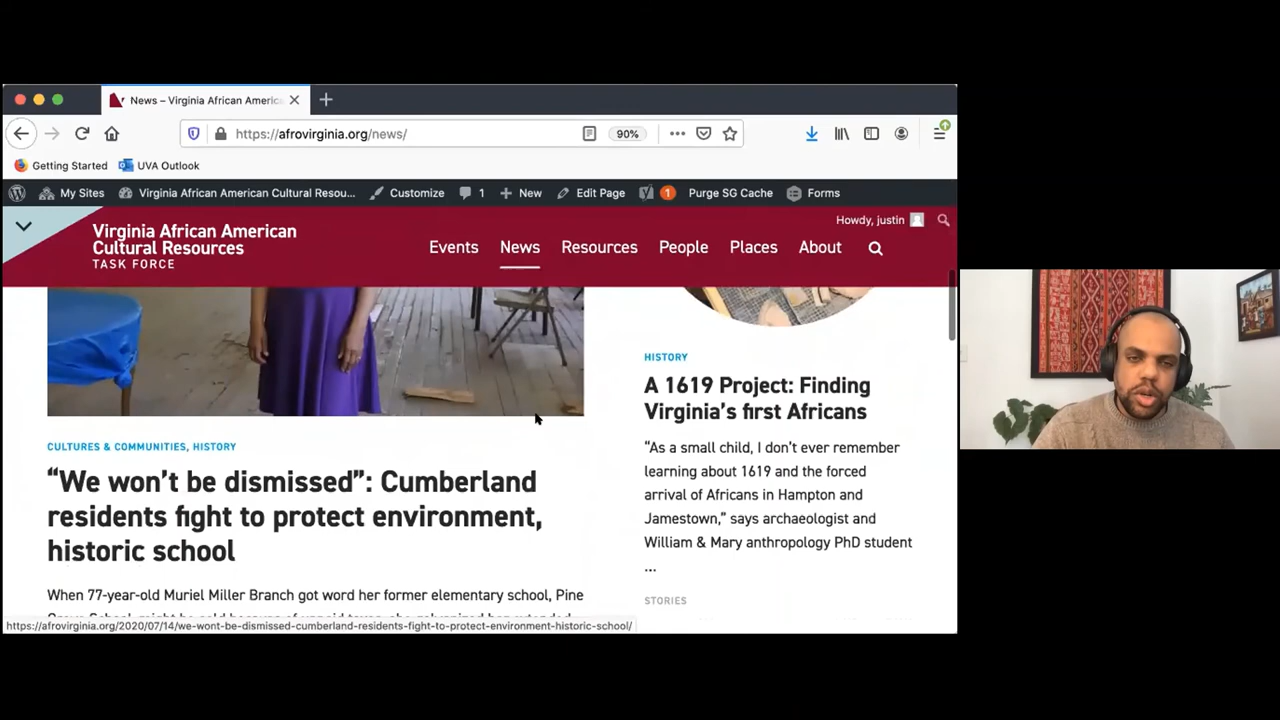 News – Virginia African Americ
https://afrovirginia.org/news/
90%
Getting Started
UVA Outlook
My Sites
Virginia African American Cultural Resou...
Customize
1
New
Edit Page
1
Purge SG Cache
Forms
Howdy, justin
Virginia African American
Cultural Resources
TASK FORCE
Events
News
Resources
People
Places
About
CULTURES & COMMUNITIES, HISTORY
“We won’t be dismissed”: Cumberland
residents fight to protect environment,
historic school
When 77-year-old Muriel Miller Branch got word her former elementary school, Pine
https://afrovirginia.org/2020/07/14/we-wont-be-dismissed-cumberland-residents-fight-to-protect-environment-historic-school/
HISTORY
A 1619 Project: Finding
Virginia’s first Africans
“As a small child, I don’t ever remember
learning about 1619 and the forced
arrival of Africans in Hampton and
Jamestown,” says archaeologist and
William & Mary anthropology PhD student
...
STORIES